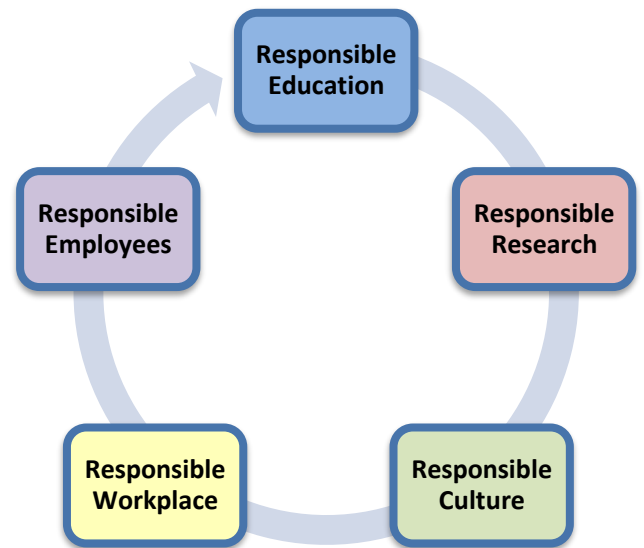 Responsible
Education
Responsible
Research
Responsible
Culture
Responsible
Workplace
Responsible
Employees